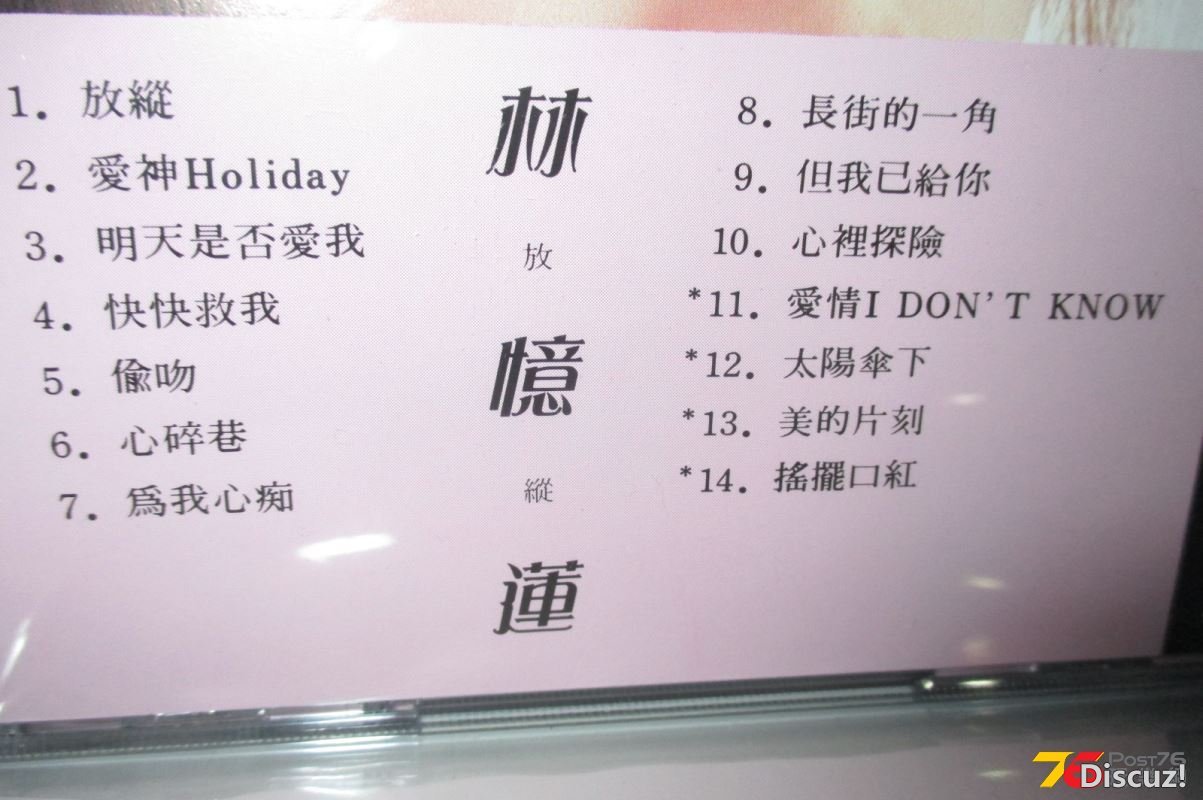 1. 放縱
2. 愛神Holiday
3. 明天是否愛我
4. 快快救我
5. 偷吻
6. 心碎巷
7. 爲我心痴
林
放
憶
縱
蓮
8. 長街的一角
9. 但我已給你
10. 心裡探險
*11. 愛情I DON'T KNOW
*12. 太陽傘下
*13. 美的片刻
*14. 搖擺口紅
76 POST76
Discuz!